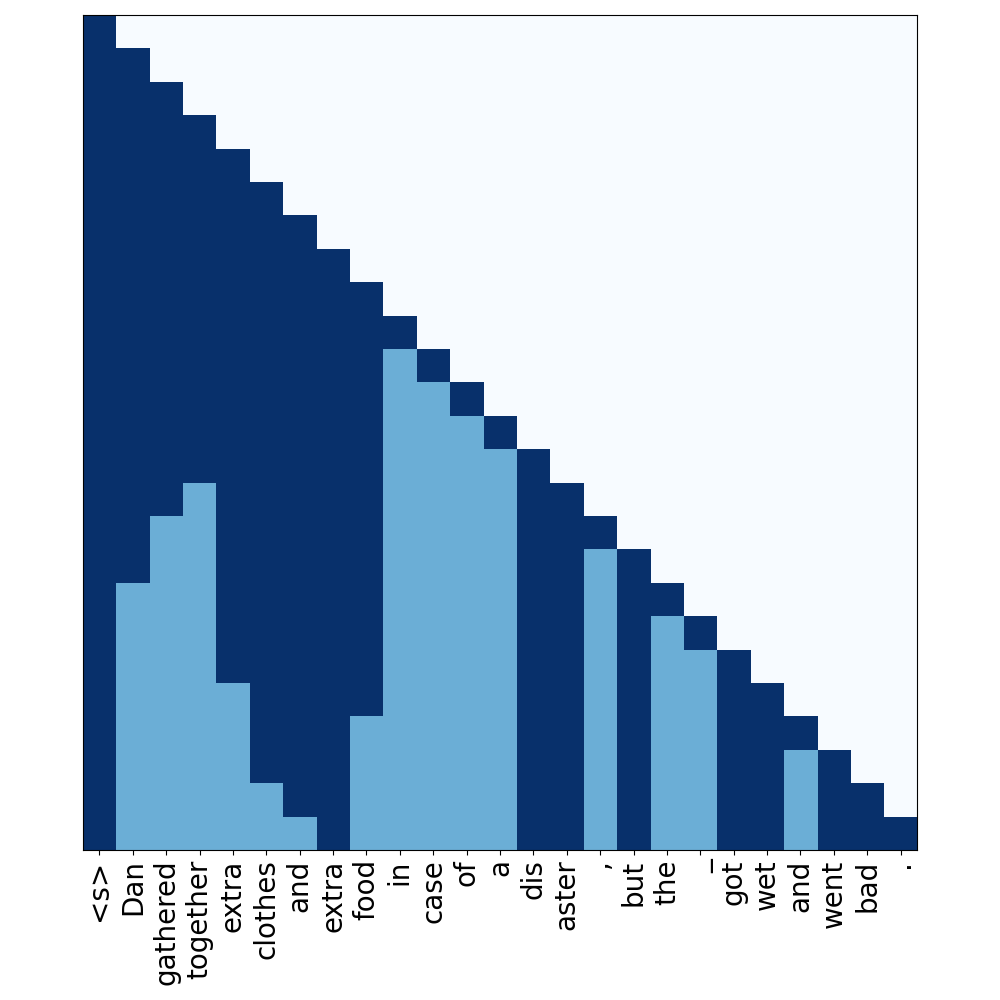 <s> Dan gathered together extra clothes and extra food in case of a dis aster , but the _ got wet and went bad .